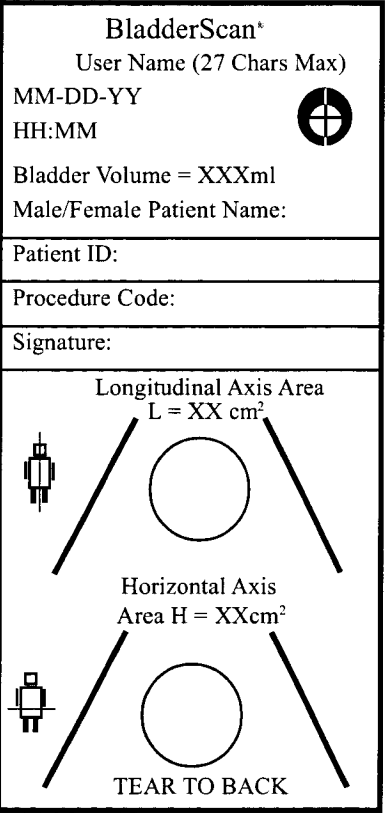 BladderScan*
User Name (27 Chars Max)
MM-DD-YY
HH:MM
Bladder Volume = XXXml
Male/Female Patient Name:
Patient ID:
Procedure Code:
Signature:
Longitudinal Axis Area
L = XX cm²
Horizontal Axis
Area H = XXcm²
TEAR TO BACK